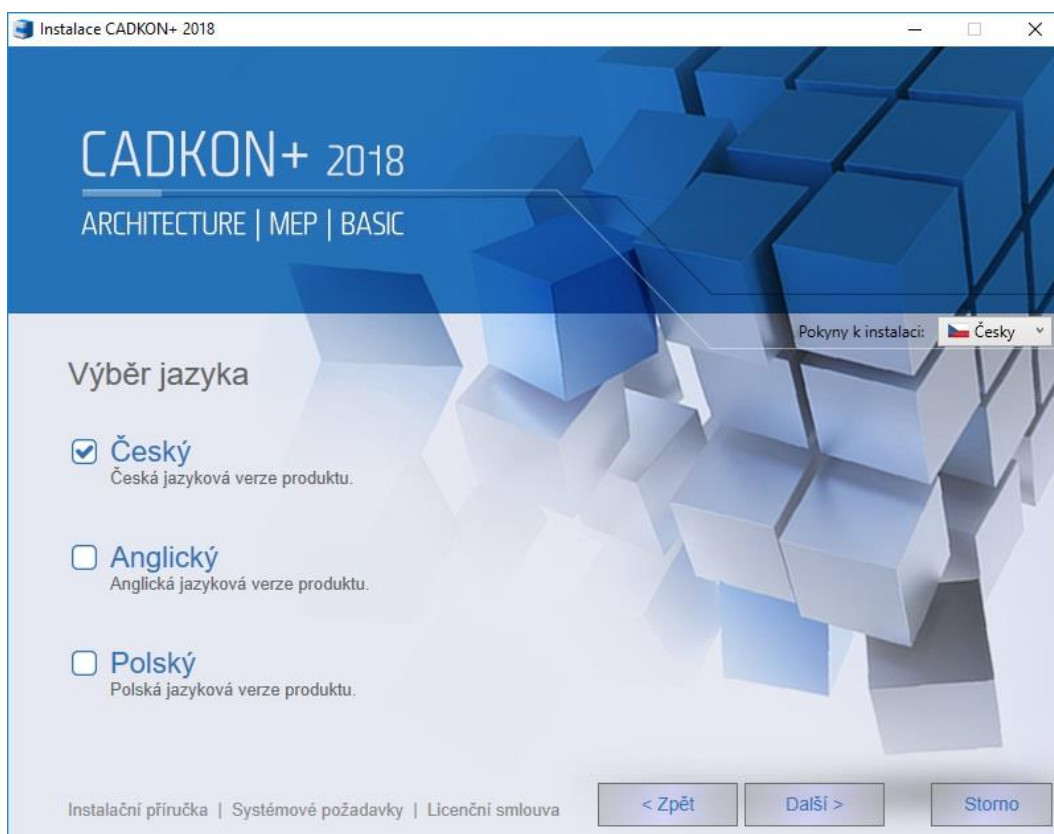 Instalace CADKON+ 2018
CADKON+ 2018
ARCHITECTURE | MEP | BASIC
Pokyny k instalaci: Česky
Výběr jazyka
Český
Česká jazyková verze produktu.
Anglický
Anglická jazyková verze produktu.
Polský
Polská jazyková verze produktu.
Instalační příručka | Systémové požadavky | Licenční smlouva < Zpět Další > Storno